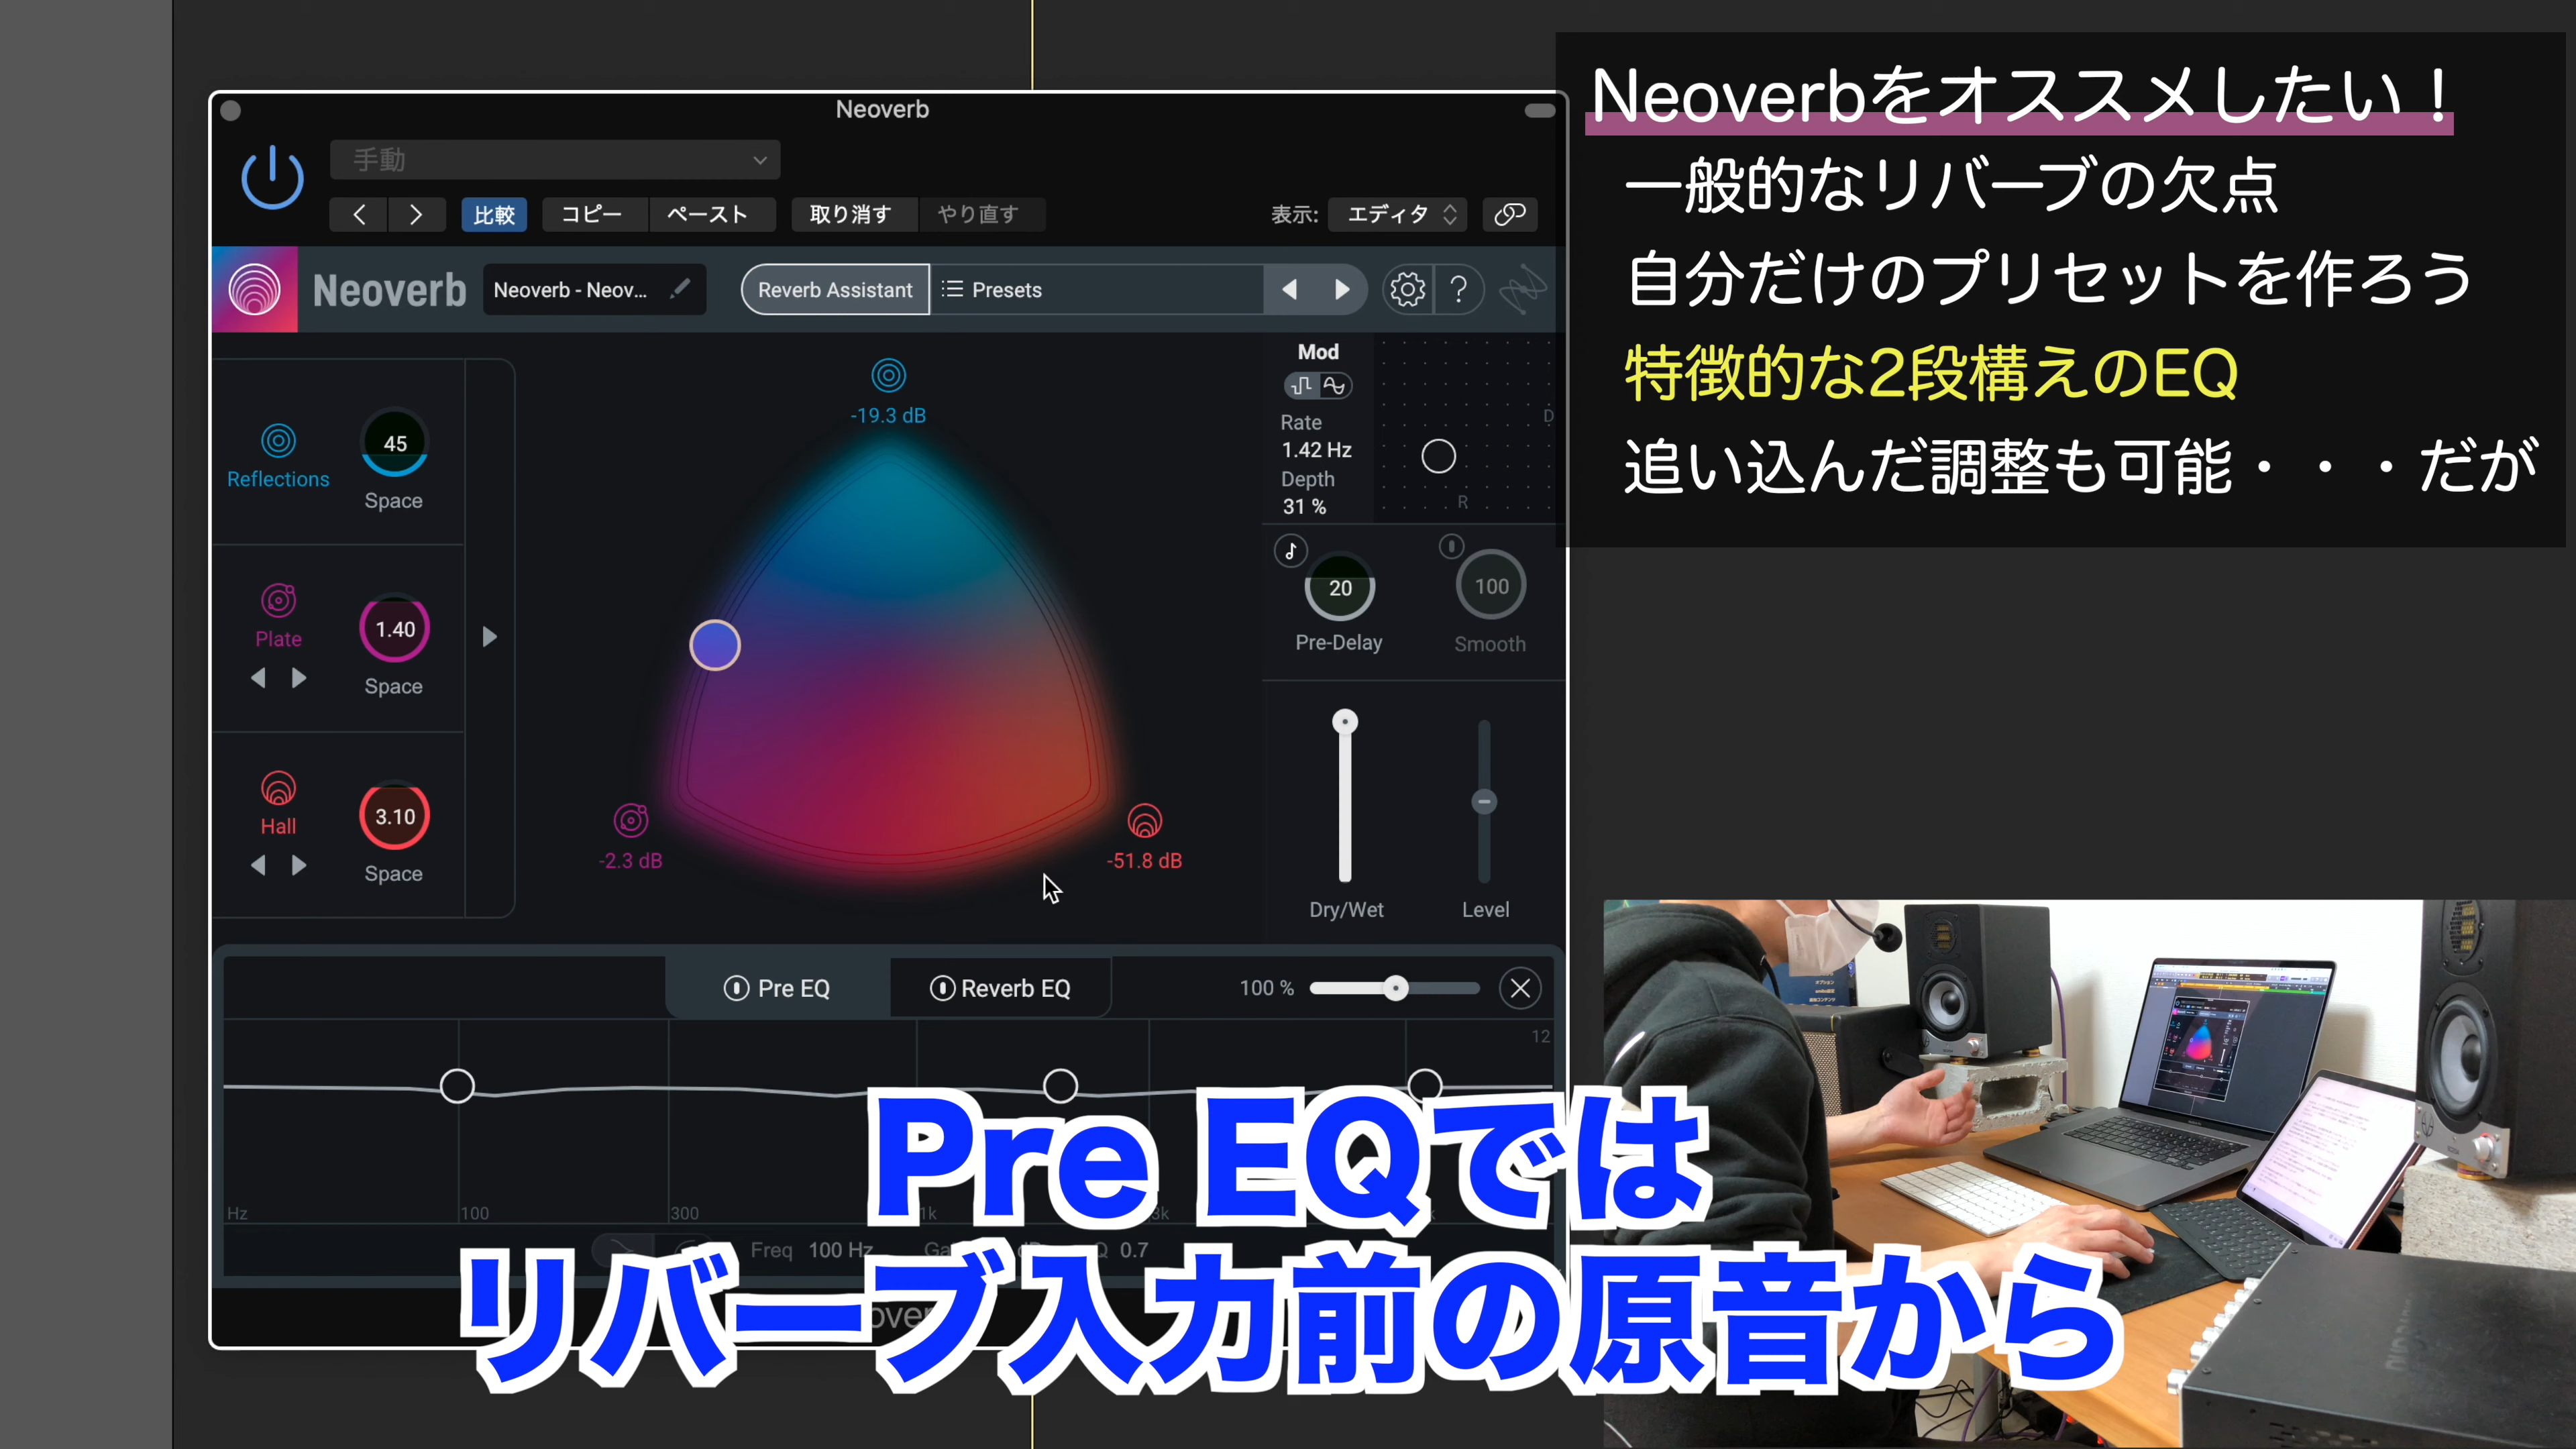 Neoverb
手動
比較 コピー ペースト 取り消す やり直す 表示: エディタ
Neoverb Neoverb - Neov... Reverb Assistant Presets ?
Reflections 45 Space
Plate 1.40 Space
Hall 3.10 Space
-19.3 dB
-2.3 dB
-51.8 dB
Mod
Rate
1.42 Hz
Depth
31 %
D
R
20 Pre-Delay
100 Smooth
Dry/Wet Level
Pre EQ Reverb EQ 100 %
12
Hz 100 300 1k 3k
Freq 100 Hz Q 0.7
Neoverbをオススメしたい！
一般的なリバーブの欠点
自分だけのプリセットを作ろう
特徴的な2段構えのEQ
追い込んだ調整も可能・・・だが
Pre EQでは
リバーブ入力前の原音から